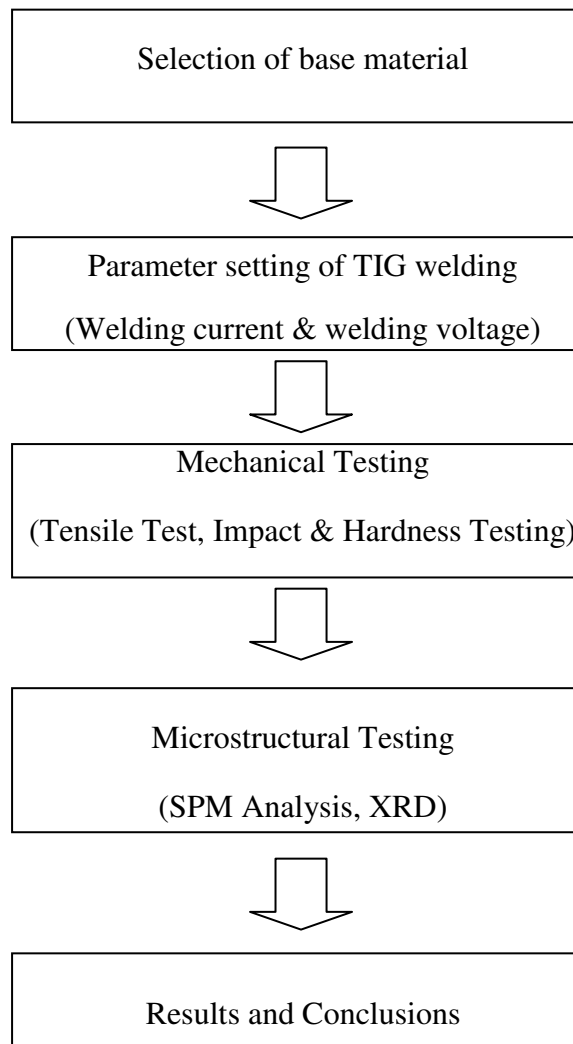 Selection of base material
Parameter setting of TIG welding
(Welding current & welding voltage)
Mechanical Testing
(Tensile Test, Impact & Hardness Testing)
Microstructural Testing
(SPM Analysis, XRD)
Results and Conclusions